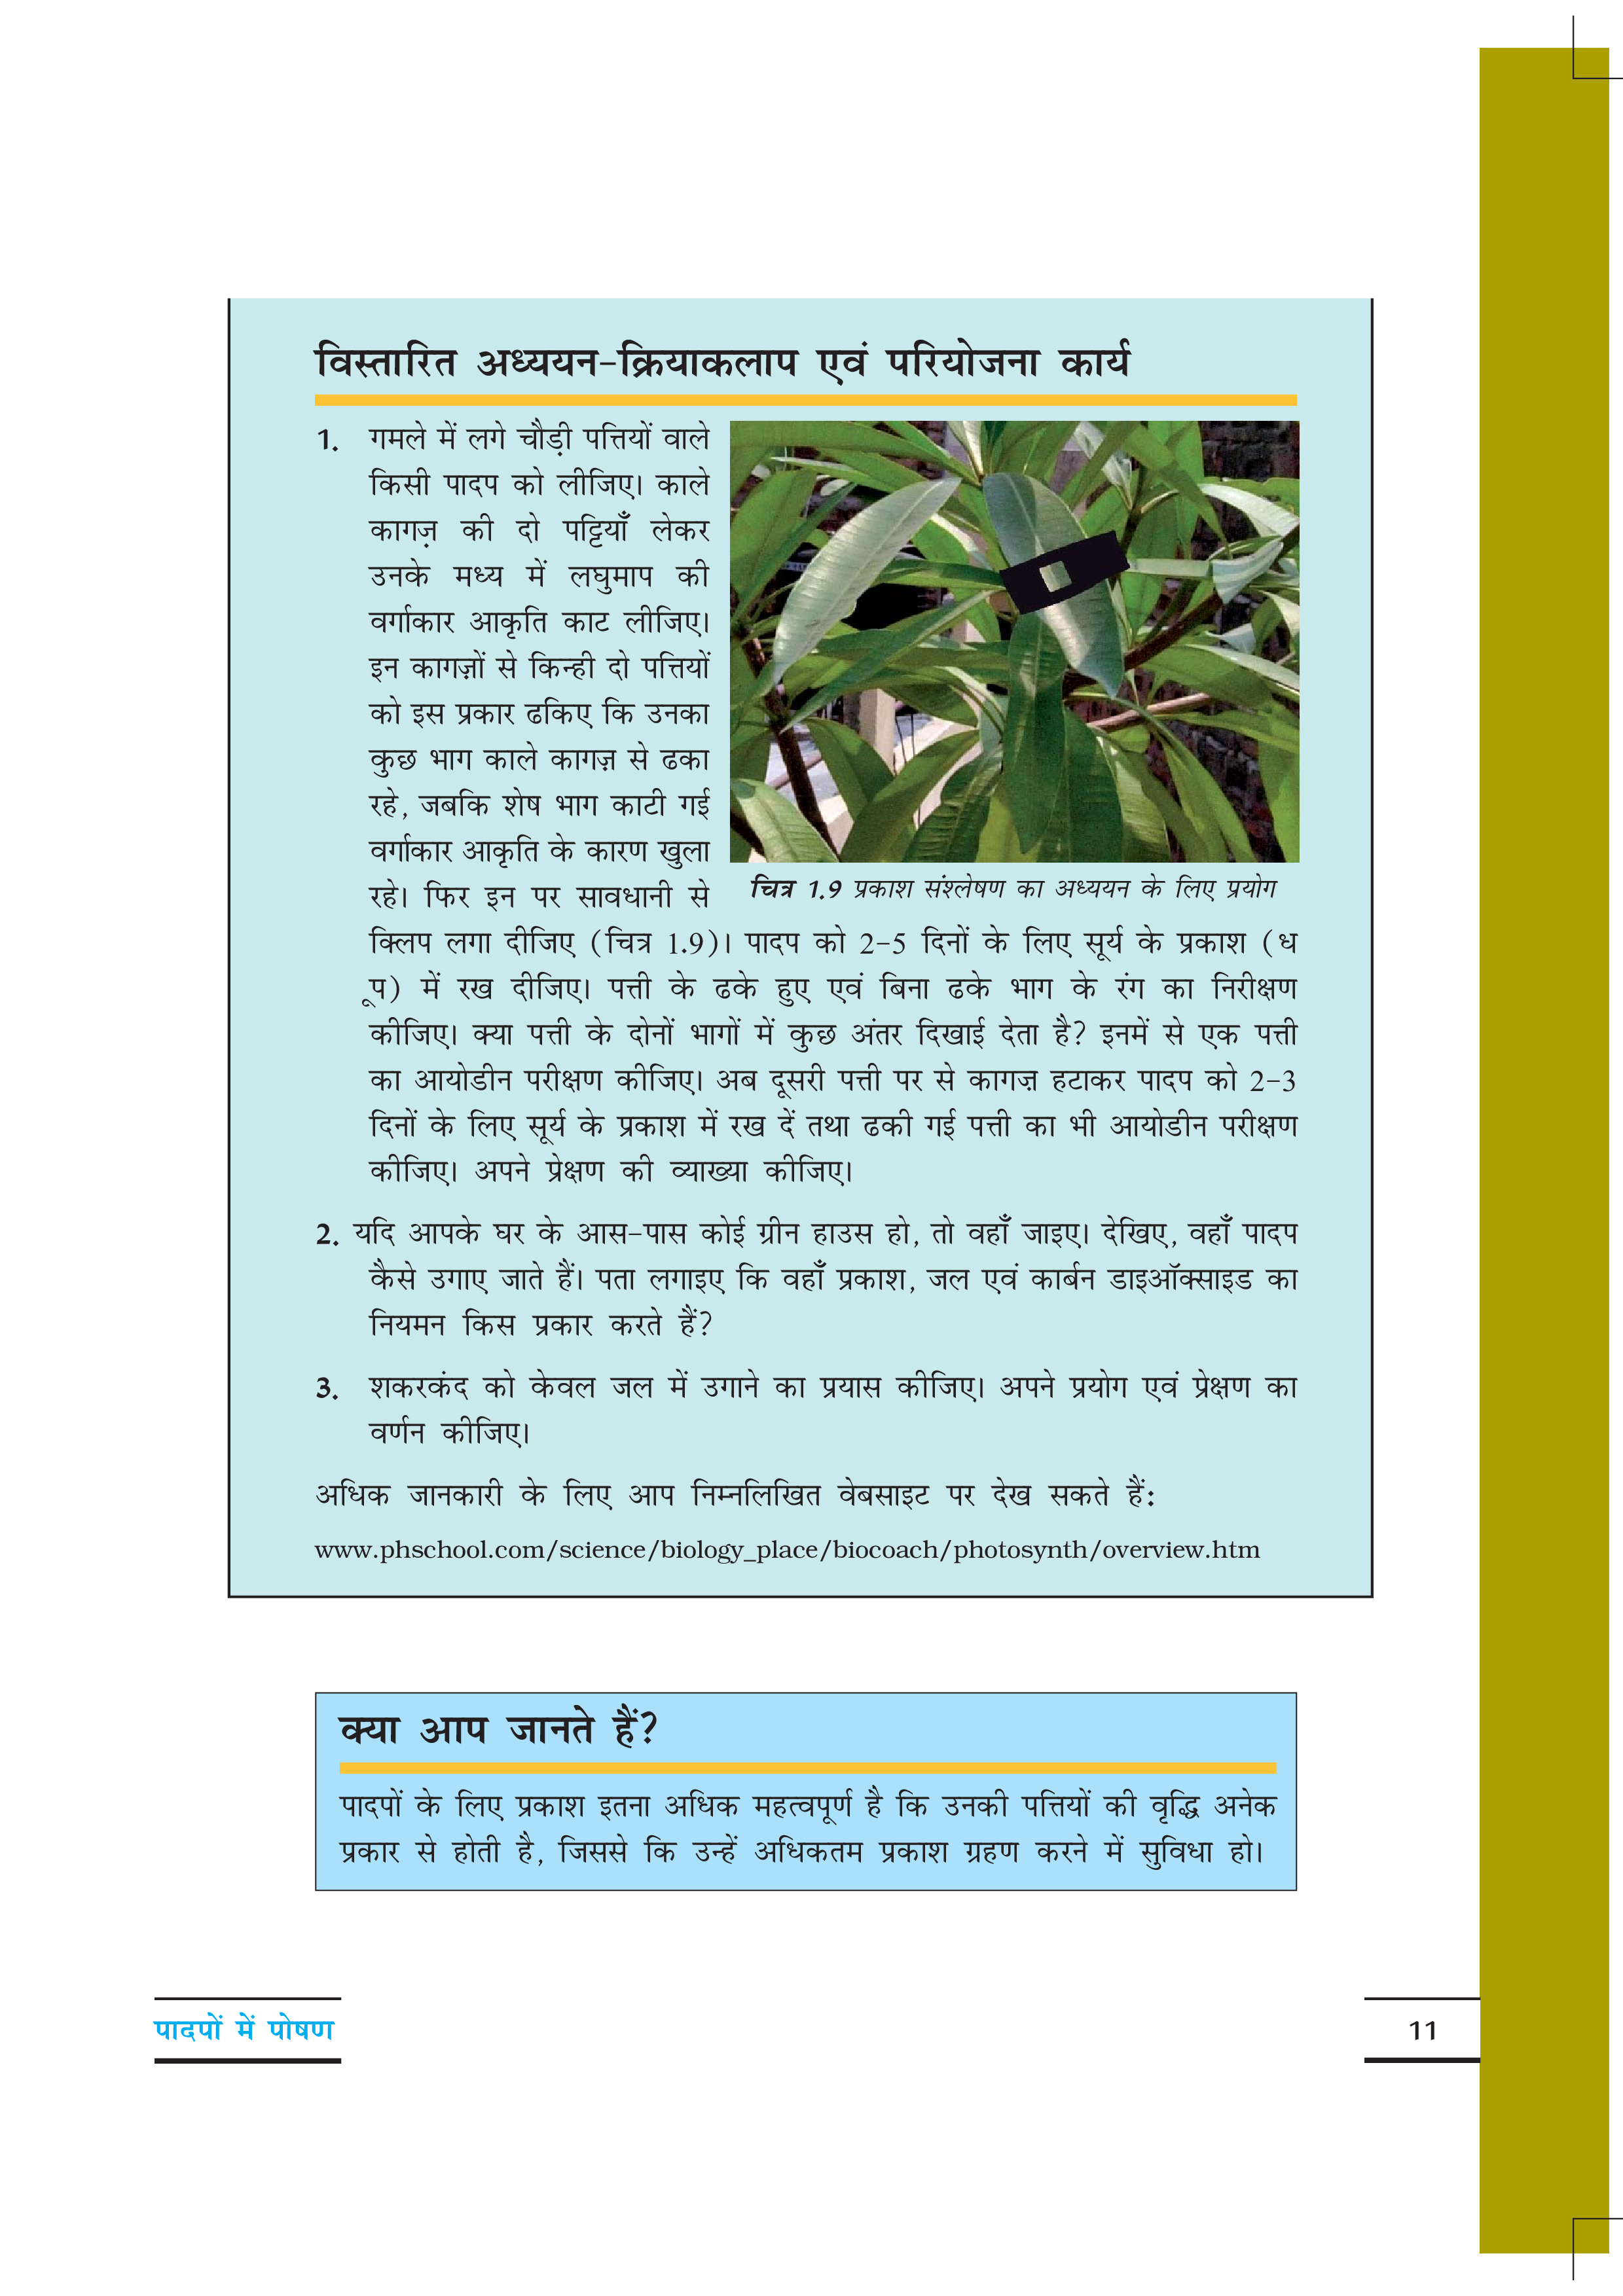 विस्तारित अध्ययन-क्रियाकलाप एवं परियोजना कार्य
1. गमले में लगे चौड़ी पत्तियों वाले
किसी पादप को लीजिए। काले
कागज़ की दो पट्टियाँ लेकर
उनके मध्य में लघुमाप की
वर्गाकार आकृति काट लीजिए।
इन कागज़ों से किन्ही दो पत्तियों
को इस प्रकार ढकिए कि उनका
कुछ भाग काले कागज़ से ढका
रहे, जबकि शेष भाग काटी गई
वर्गाकार आकृति के कारण खुला
रहे। फिर इन पर सावधानी से
चित्र 1.9 प्रकाश संश्लेषण का अध्ययन के लिए प्रयोग
क्लिप लगा दीजिए (चित्र 1.9)। पादप को 2-5 दिनों के लिए सूर्य के प्रकाश (ध
ूप) में रख दीजिए। पत्ती के ढके हुए एवं बिना ढके भाग के रंग का निरीक्षण
कीजिए। क्या पत्ती के दोनों भागों में कुछ अंतर दिखाई देता है? इनमें से एक पत्ती
का आयोडीन परीक्षण कीजिए। अब दूसरी पत्ती पर से कागज़ हटाकर पादप को 2-3
दिनों के लिए सूर्य के प्रकाश में रख दें तथा ढकी गई पत्ती का भी आयोडीन परीक्षण
कीजिए। अपने प्रेक्षण की व्याख्या कीजिए।
2. यदि आपके घर के आस-पास कोई ग्रीन हाउस हो, तो वहाँ जाइए। देखिए, वहाँ पादप
कैसे उगाए जाते हैं। पता लगाइए कि वहाँ प्रकाश, जल एवं कार्बन डाइऑक्साइड का
नियमन किस प्रकार करते हैं?
3. शकरकंद को केवल जल में उगाने का प्रयास कीजिए। अपने प्रयोग एवं प्रेक्षण का
वर्णन कीजिए।
अधिक जानकारी के लिए आप निम्नलिखित वेबसाइट पर देख सकते हैं:
www.phschool.com/science/biology_place/biocoach/photosynth/overview.htm
क्या आप जानते हैं?
पादपों के लिए प्रकाश इतना अधिक महत्वपूर्ण है कि उनकी पत्तियों की वृद्धि अनेक
प्रकार से होती है, जिससे कि उन्हें अधिकतम प्रकाश ग्रहण करने में सुविधा हो।
पादपों में पोषण
11